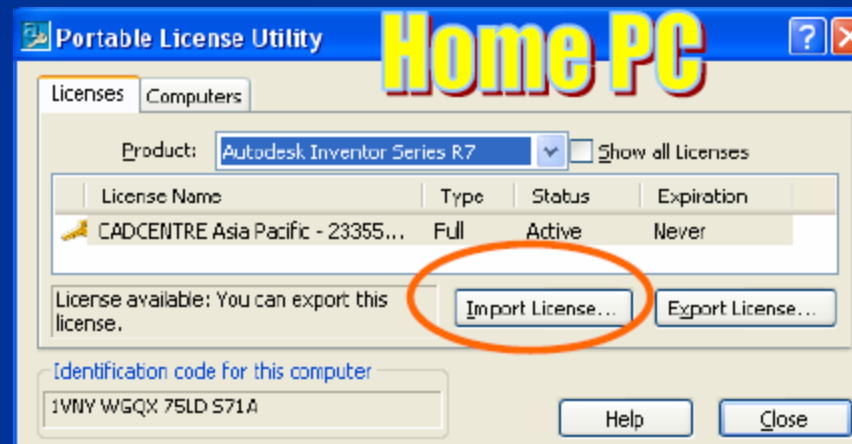 Portable License Utility
Home PC
Licenses Computers
Product: Autodesk Inventor Series R7 Show all Licenses
License Name Type Status Expiration
CADCENTRE Asia Pacific - 23355... Full Active Never
License available: You can export this
license.
Import License... Export License...
Identification code for this computer
1VNY WGQX 75LD S71A
Help Close